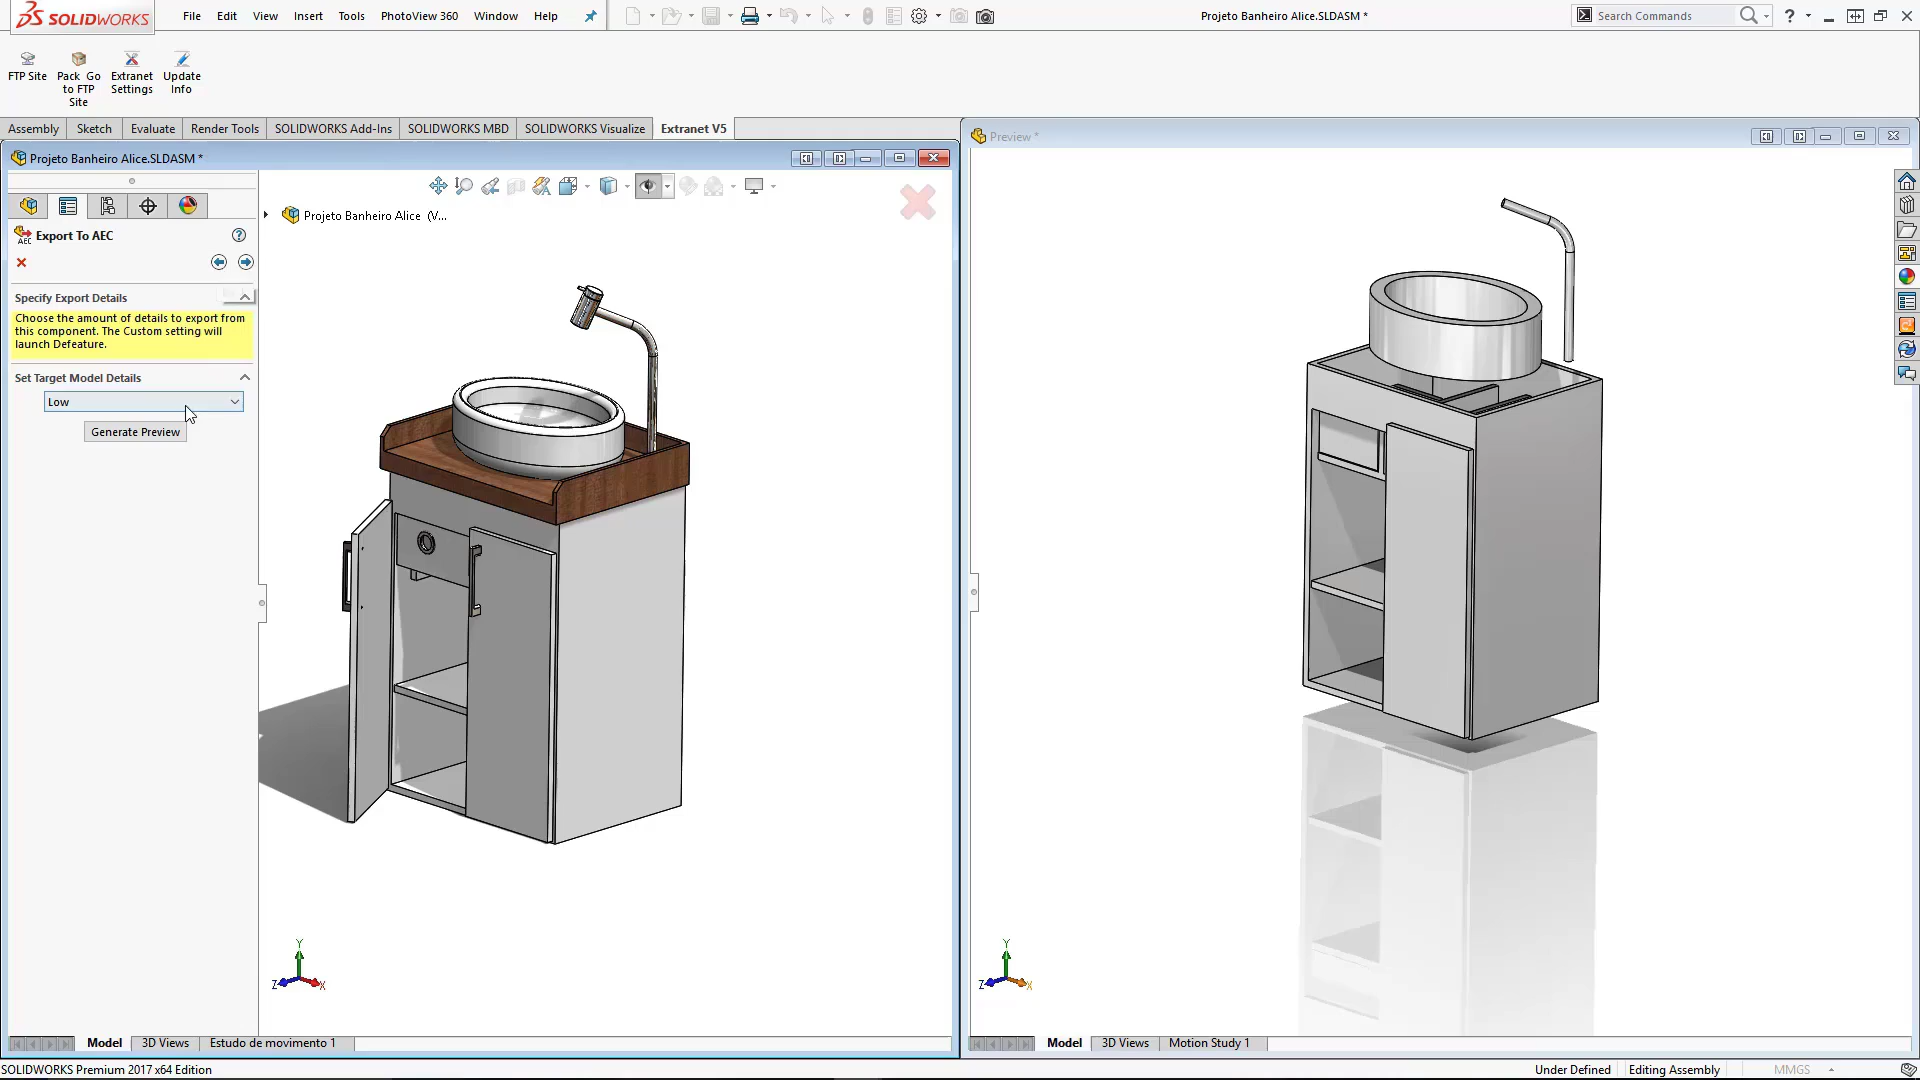 SOLIDWORKS
File Edit View Insert Tools PhotoView 360 Window Help
Projeto Banheiro Alice.SLDASM *
Search Commands
FTP Site
Pack Go to FTP Site
Extranet Settings
Update Info
Assembly Sketch Evaluate Render Tools SOLIDWORKS Add-Ins SOLIDWORKS MBD SOLIDWORKS Visualize Extranet V5
Preview *
Projeto Banheiro Alice.SLDASM *
Projeto Banheiro Alice (V...
AEC
Export To AEC
Specify Export Details
Choose the amount of details to export from
this component. The Custom setting will
launch Defeature.
Set Target Model Details
Low
Generate Preview
Y
Z
X
Y
Z
X
Model 3D Views Estudo de movimento 1
Model 3D Views Motion Study 1
SOLIDWORKS Premium 2017 x64 Edition
Under Defined Editing Assembly MMGS